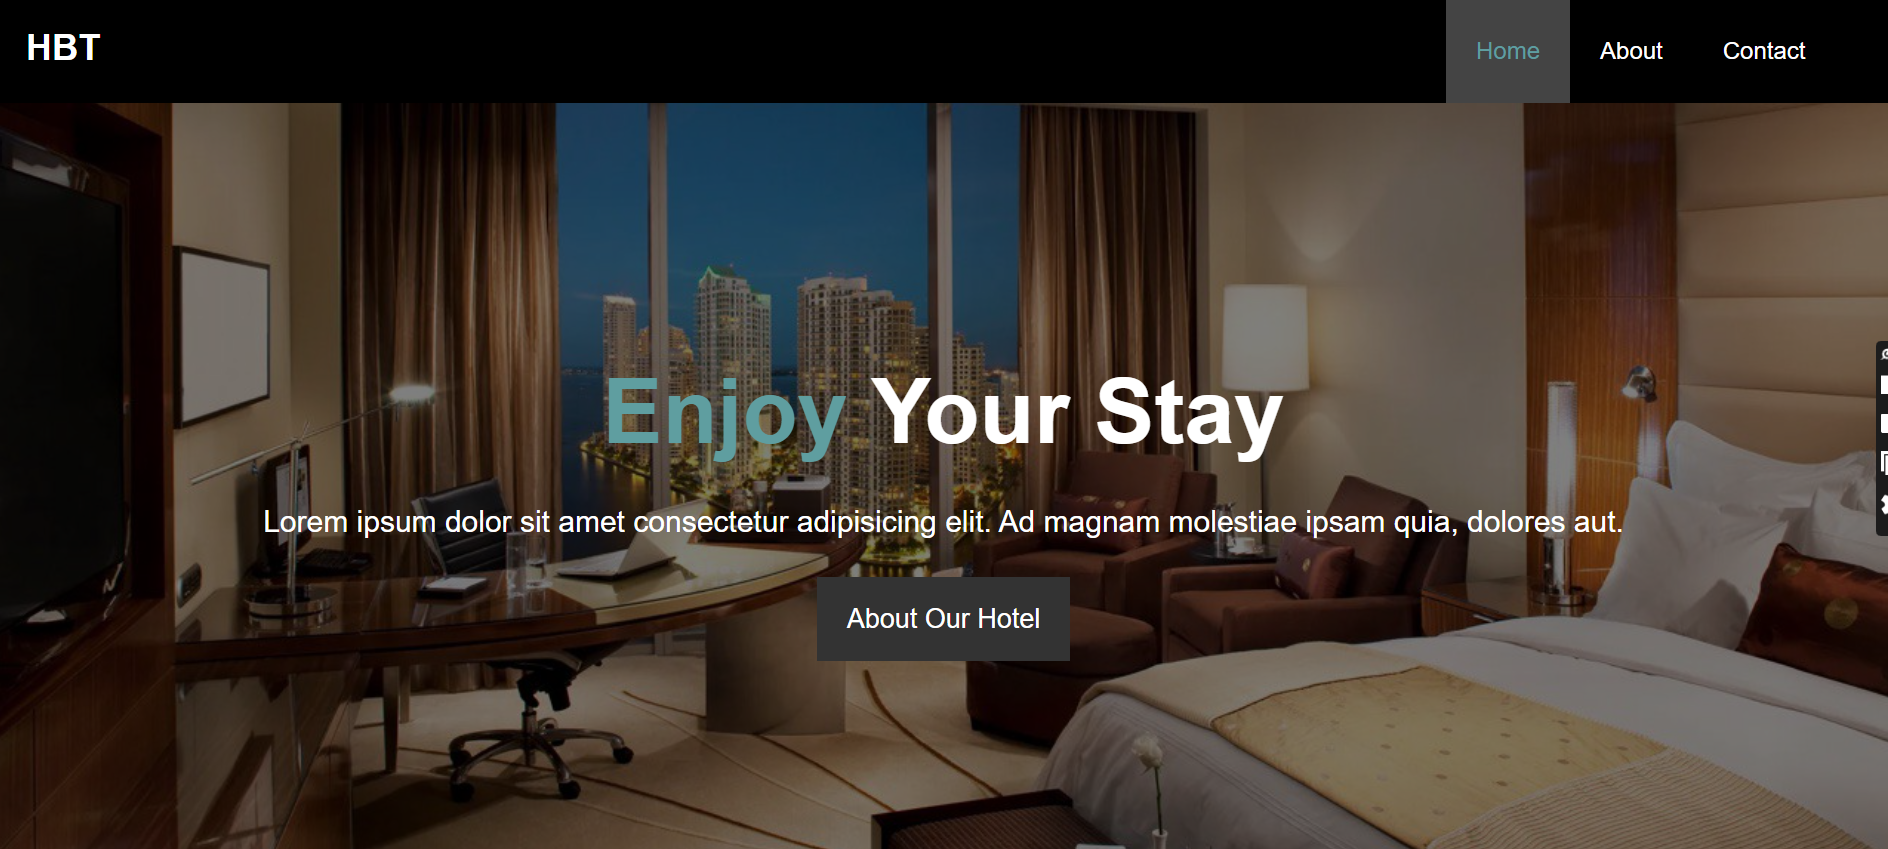 HBT
Home About Contact
Enjoy Your Stay
Lorem ipsum dolor sit amet consectetur adipisicing elit. Ad magnam molestiae ipsam quia, dolores aut.
About Our Hotel